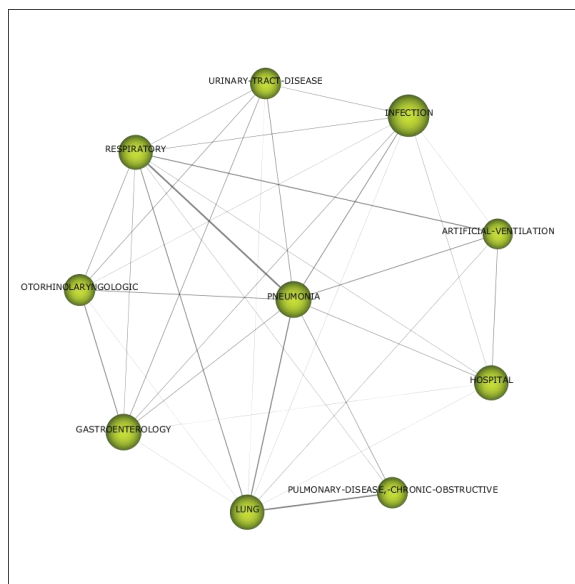 URINARY-TRACT-DISEASE
INFECTION
RESPIRATORY
ARTIFICIAL-VENTILATION
OTORHINOLARYNGOLOGIC
PNEUMONIA
HOSPITAL
GASTROENTEROLOGY
PULMONARY-DISEASE,-CHRONIC-OBSTRUCTIVE
LUNG